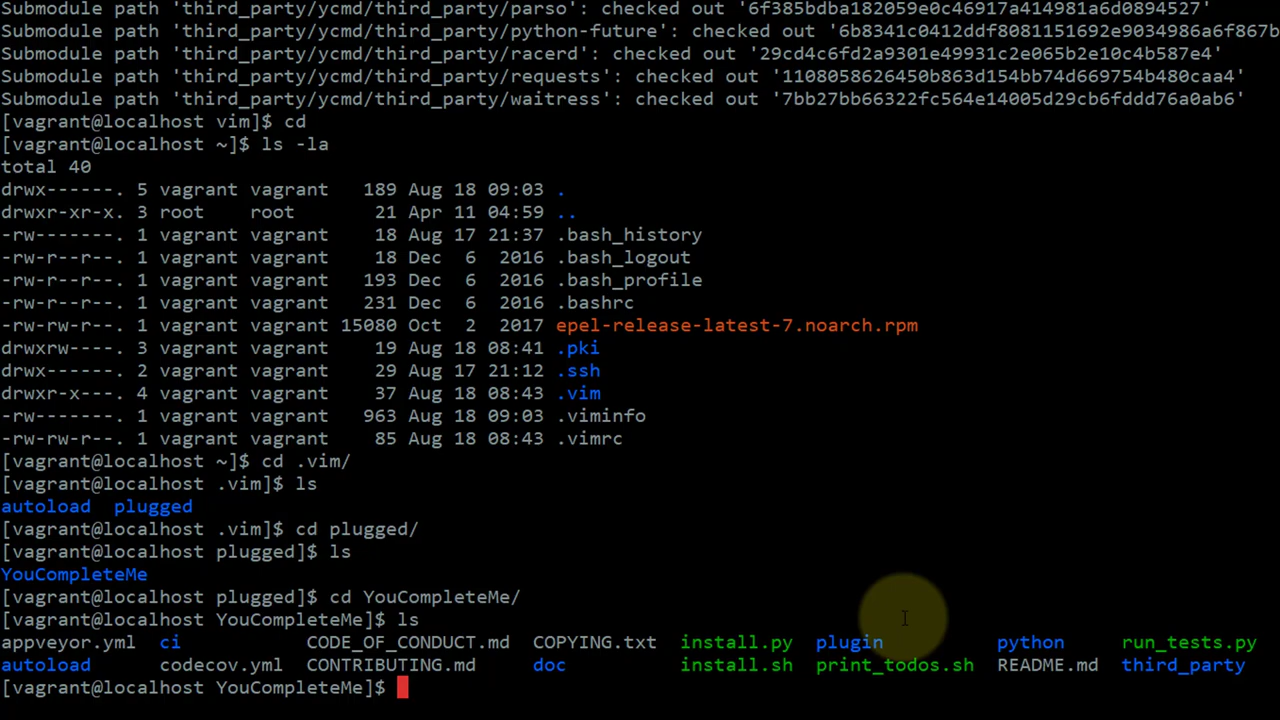 Submodule path 'third_party/ycmd/third_party/parso': checked out '6f385bdba182059e0c46917a414981a6d0894527'
Submodule path 'third_party/ycmd/third_party/python-future': checked out '6b8341c0412ddf8081151692e9034986a6f867b
Submodule path 'third_party/ycmd/third_party/racerd': checked out '29cd4c6fd2a9301e49931c2e065b2e10c4b587e4'
Submodule path 'third_party/ycmd/third_party/requests': checked out '1108058626450b863d154bb74d669754b480caa4'
Submodule path 'third_party/ycmd/third_party/waitress': checked out '7bb27bb66322fc564e14005d29cb6fddd76a0ab6'
[vagrant@localhost vim]$ cd
[vagrant@localhost ~]$ ls -la
total 40
drwx------. 5 vagrant vagrant   189 Aug 18 09:03 .
drwxr-xr-x. 3 root    root       21 Apr 11 04:59 ..
-rw-------. 1 vagrant vagrant    18 Aug 17 21:37 .bash_history
-rw-r--r--. 1 vagrant vagrant    18 Dec  6  2016 .bash_logout
-rw-r--r--. 1 vagrant vagrant   193 Dec  6  2016 .bash_profile
-rw-r--r--. 1 vagrant vagrant   231 Dec  6  2016 .bashrc
-rw-rw-r--. 1 vagrant vagrant 15080 Oct  2  2017 epel-release-latest-7.noarch.rpm
drwxrw----. 3 vagrant vagrant    19 Aug 18 08:41 .pki
drwx------. 2 vagrant vagrant    29 Aug 17 21:12 .ssh
drwxr-x---. 4 vagrant vagrant    37 Aug 18 08:43 .vim
-rw-------. 1 vagrant vagrant   963 Aug 18 09:03 .viminfo
-rw-rw-r--. 1 vagrant vagrant    85 Aug 18 08:43 .vimrc
[vagrant@localhost ~]$ cd .vim/
[vagrant@localhost .vim]$ ls
autoload  plugged
[vagrant@localhost .vim]$ cd plugged/
[vagrant@localhost plugged]$ ls
YouCompleteMe
[vagrant@localhost plugged]$ cd YouCompleteMe/
[vagrant@localhost YouCompleteMe]$ ls
appveyor.yml  ci           CODE_OF_CONDUCT.md  COPYING.txt  install.py  plugin          python     run_tests.py
autoload      codecov.yml  CONTRIBUTING.md     doc          install.sh  print_todos.sh  README.md  third_party
[vagrant@localhost YouCompleteMe]$